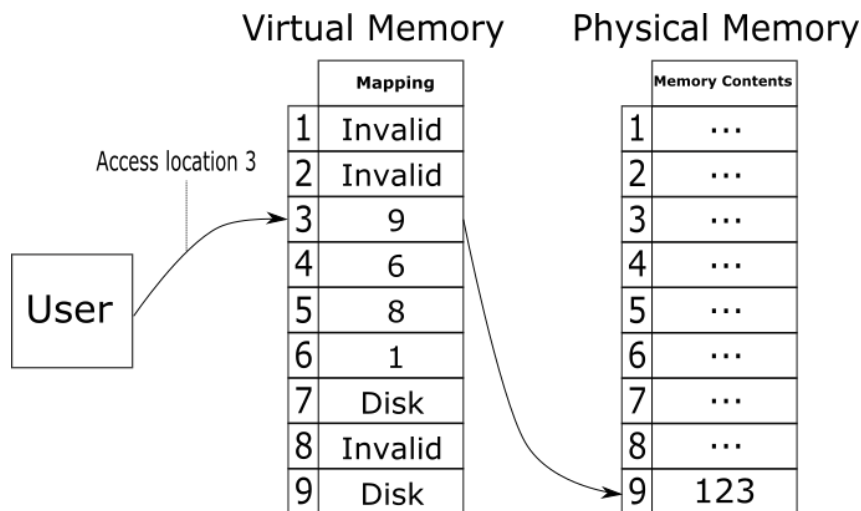 Virtual Memory Physical Memory
Mapping Memory Contents
1 Invalid 1 ...
Access location 3
2 Invalid 2 ...
3 9 3 ...
4 6 4 ...
User
5 8 5 ...
6 1 6 ...
7 Disk 7 ...
8 Invalid 8 ...
9 Disk 9 123